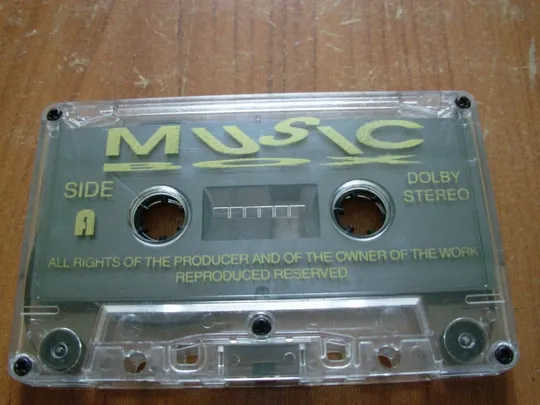 MUSIC
BOX
SIDE
A
DOLBY
STEREO
ALL RIGHTS OF THE PRODUCER AND OF THE OWNER OF THE WORK
REPRODUCED RESERVED